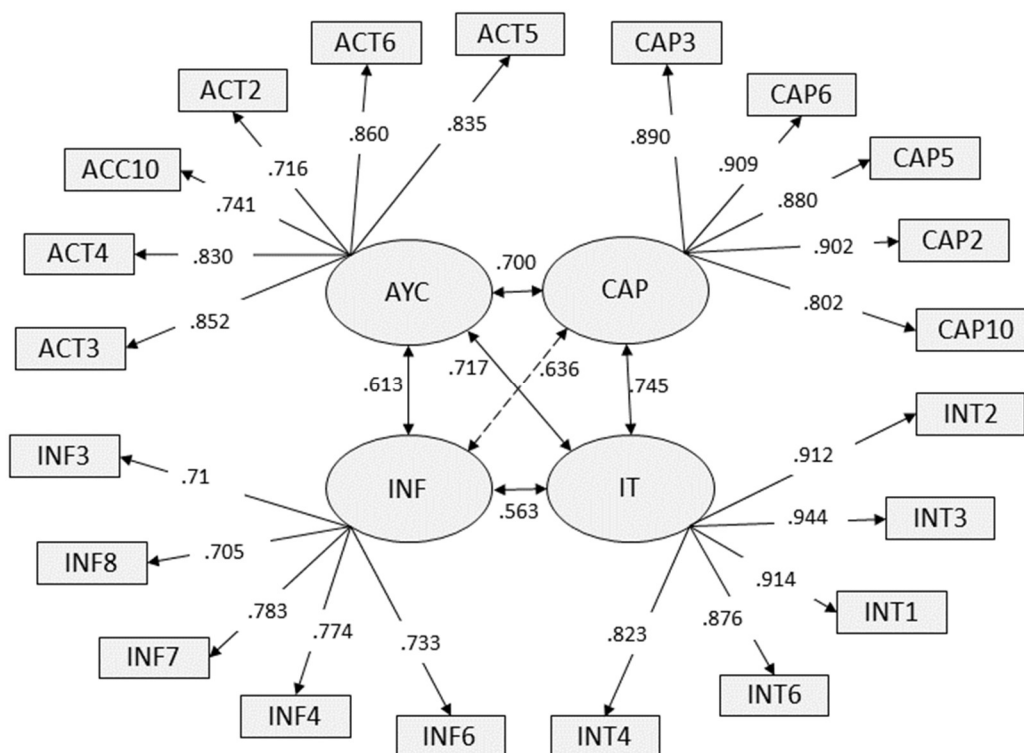 ACT6
ACT5
CAP3
ACT2
CAP6
.860
.835
.890
ACC10
.716
.909
CAP5
.741
.880
ACT4
.830
.902
CAP2
.700
AYC
CAP
.852
.802
ACT3
CAP10
.613
.717
.636
.745
INT2
INF3
.71
.912
INF
IT
.563
.944
INT3
INF8
.705
.914
.783
.774
.733
.823
.876
INT1
INF7
INT6
INF4
INF6
INT4